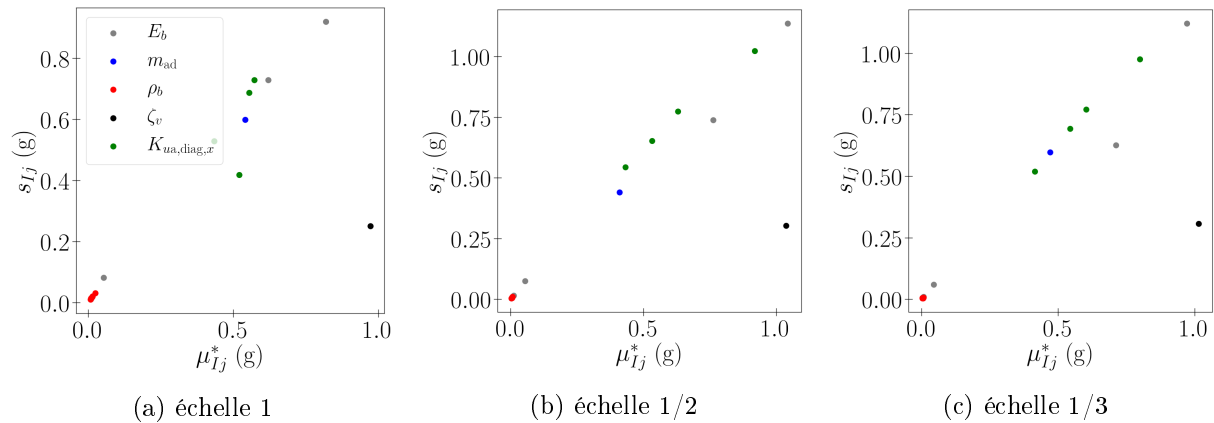 E_b
m_ad
ρ_b
ζ_v
K_ua,diag,x
0.8
0.6
0.4
0.2
0.0
s_Ij (g)
0.0 0.5 1.0
μ*_Ij (g)
(a) échelle 1
1.00
0.75
0.50
0.25
0.00
s_Ij (g)
0.0 0.5 1.0
μ*_Ij (g)
(b) échelle 1/2
1.00
0.75
0.50
0.25
0.00
s_Ij (g)
0.0 0.5 1.0
μ*_Ij (g)
(c) échelle 1/3